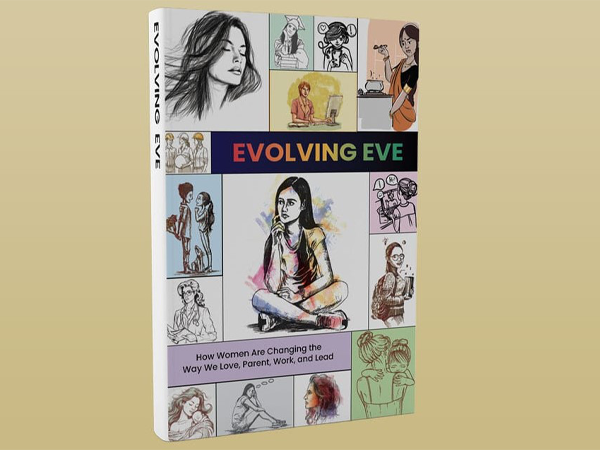 EVOLVING EVE
EVOLVING EVE
How Women Are Changing the
Way We Love, Parent, Work, and Lead